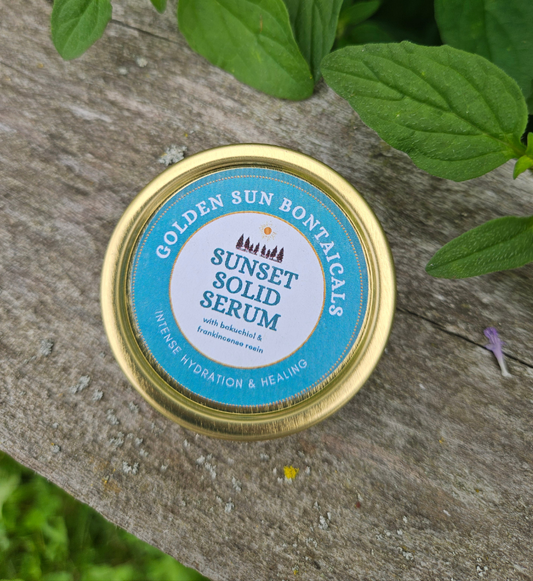 GOLDEN SUN BONTAICALS
SUNSET
SOLID
SERUM
with bakuchiol &
frankincense resin
INTENSE HYDRATION & HEALING